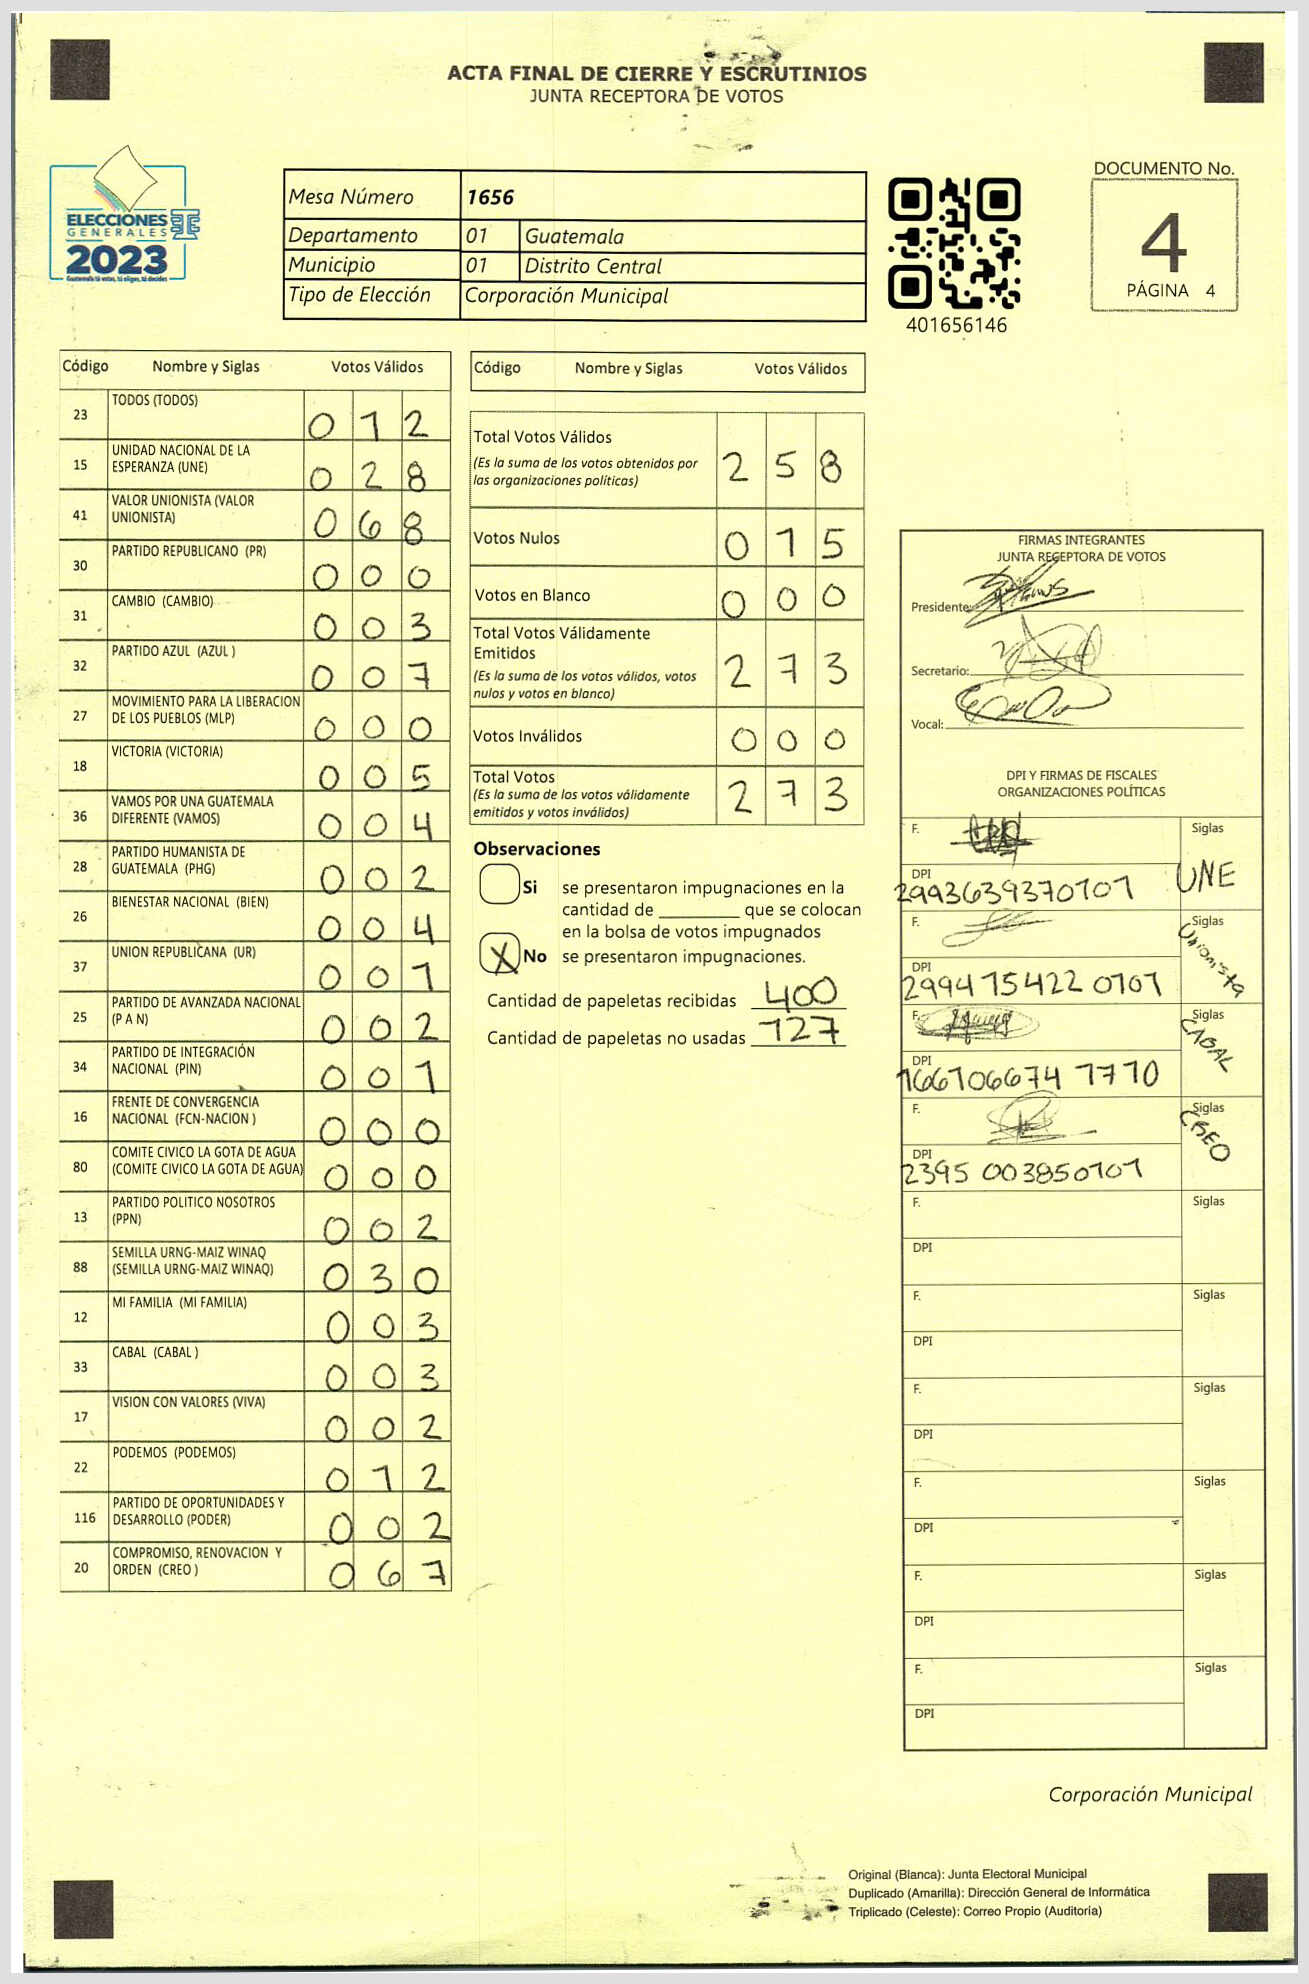 ACTA FINAL DE CIERRE Y ESCRUTINIOS
JUNTA RECEPTORA DE VOTOS
ELECCIONES
GENERALES
2023
Guatemala tú votas, tú eliges, tú decides
Mesa Número 1656
Departamento 01 Guatemala
Municipio 01 Distrito Central
Tipo de Elección Corporación Municipal
401656146
DOCUMENTO No.
4
PÁGINA 4
Código Nombre y Siglas Votos Válidos
23 TODOS (TODOS) 0 1 2
15 UNIDAD NACIONAL DE LA
ESPERANZA (UNE) 0 2 8
41 VALOR UNIONISTA (VALOR
UNIONISTA) 0 6 8
30 PARTIDO REPUBLICANO (PR) 0 0 0
31 CAMBIO (CAMBIO) 0 0 3
32 PARTIDO AZUL (AZUL ) 0 0 7
27 MOVIMIENTO PARA LA LIBERACION
DE LOS PUEBLOS (MLP) 0 0 0
18 VICTORIA (VICTORIA) 0 0 5
36 VAMOS POR UNA GUATEMALA
DIFERENTE (VAMOS) 0 0 4
28 PARTIDO HUMANISTA DE
GUATEMALA (PHG) 0 0 2
26 BIENESTAR NACIONAL (BIEN) 0 0 4
37 UNION REPUBLICANA (UR) 0 0 1
25 PARTIDO DE AVANZADA NACIONAL
(P A N) 0 0 2
34 PARTIDO DE INTEGRACIÓN
NACIONAL (PIN) 0 0 1
16 FRENTE DE CONVERGENCIA
NACIONAL (FCN-NACION ) 0 0 0
80 COMITE CIVICO LA GOTA DE AGUA
(COMITE CIVICO LA GOTA DE AGUA) 0 0 0
13 PARTIDO POLITICO NOSOTROS
(PPN) 0 0 2
88 SEMILLA URNG-MAIZ WINAQ
(SEMILLA URNG-MAIZ WINAQ) 0 3 0
12 MI FAMILIA (MI FAMILIA) 0 0 3
33 CABAL (CABAL ) 0 0 3
17 VISION CON VALORES (VIVA) 0 0 2
22 PODEMOS (PODEMOS) 0 1 2
116 PARTIDO DE OPORTUNIDADES Y
DESARROLLO (PODER) 0 0 2
20 COMPROMISO, RENOVACION Y
ORDEN (CREO ) 0 6 7
Código Nombre y Siglas Votos Válidos
Total Votos Válidos
(Es la suma de los votos obtenidos por
las organizaciones políticas) 2 5 8
Votos Nulos 0 1 5
Votos en Blanco 0 0 0
Total Votos Válidamente
Emitidos
(Es la suma de los votos válidos, votos
nulos y votos en blanco) 2 7 3
Votos Inválidos 0 0 0
Total Votos
(Es la suma de los votos válidamente
emitidos y votos inválidos) 2 7 3
Observaciones
Si se presentaron impugnaciones en la
cantidad de ________ que se colocan
en la bolsa de votos impugnados
X No se presentaron impugnaciones.
Cantidad de papeletas recibidas 400
Cantidad de papeletas no usadas 127
FIRMAS INTEGRANTES
JUNTA RECEPTORA DE VOTOS
Presidente:
Secretario:
Vocal:
DPI Y FIRMAS DE FISCALES
ORGANIZACIONES POLÍTICAS
F. Siglas
UNE
DPI
2993639370101
F. Siglas
Unionista
DPI
2994 15422 0101
F. Siglas
CABAL
DPI
166106674 1110
F. Siglas
CREO
DPI
2395 003850101
F. Siglas
DPI
F. Siglas
DPI
F. Siglas
DPI
F. Siglas
DPI
F. Siglas
DPI
F. Siglas
DPI
Corporación Municipal
Original (Blanca): Junta Electoral Municipal
Duplicado (Amarilla): Dirección General de Informática
Triplicado (Celeste): Correo Propio (Auditoría)